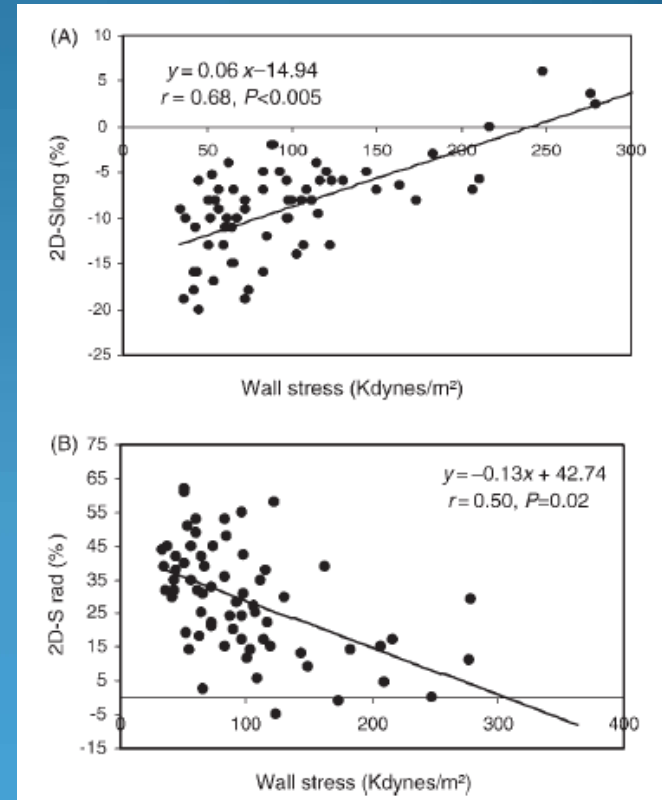 (A)
10
y= 0.06 x−14.94
r= 0.68, P<0.005
5
0
0 50 100 150 200 250 300
-5
-10
-15
-20
-25
2D-Slong (%)
Wall stress (Kdynes/m²)
(B)
75
y=−0.13x + 42.74
r= 0.50, P=0.02
65
55
45
35
25
15
5
-5
0 100 200 300 400
-15
2D-S rad (%)
Wall stress (Kdynes/m²)